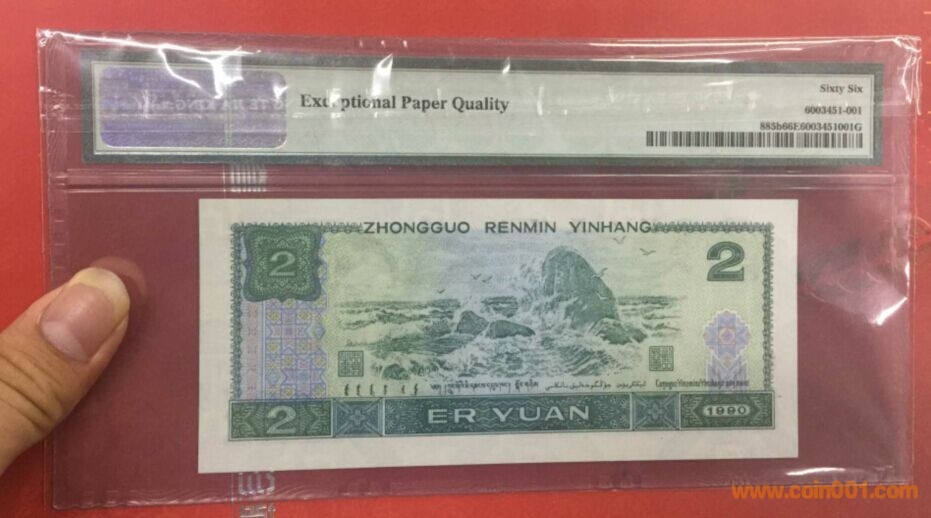 Exceptional Paper Quality
Sixty Six
6003451-001
885b66E6003451001G
ZHONGGUO RENMIN YINHANG
2
2
2
ER YUAN
1990
www.coin001.com